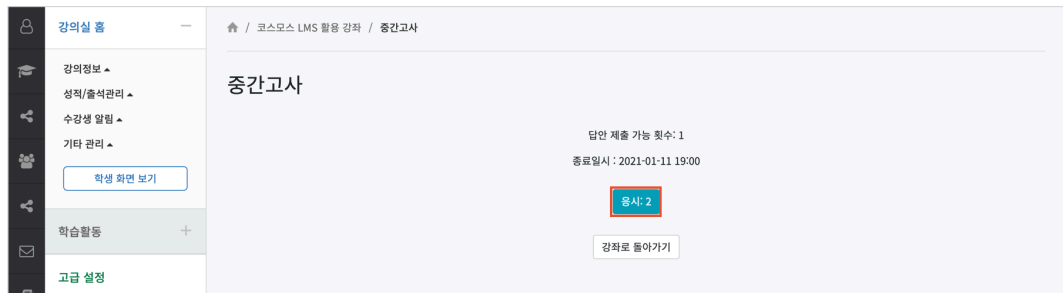 강의실 홈
강의정보
성적/출석관리
수강생 알림
기타 관리
학생 화면 보기
학습활동
고급 설정
/ 코스모스 LMS 활용 강좌 / 중간고사
중간고사
답안 제출 가능 횟수: 1
종료일시 : 2021-01-11 19:00
응시: 2
강좌로 돌아가기